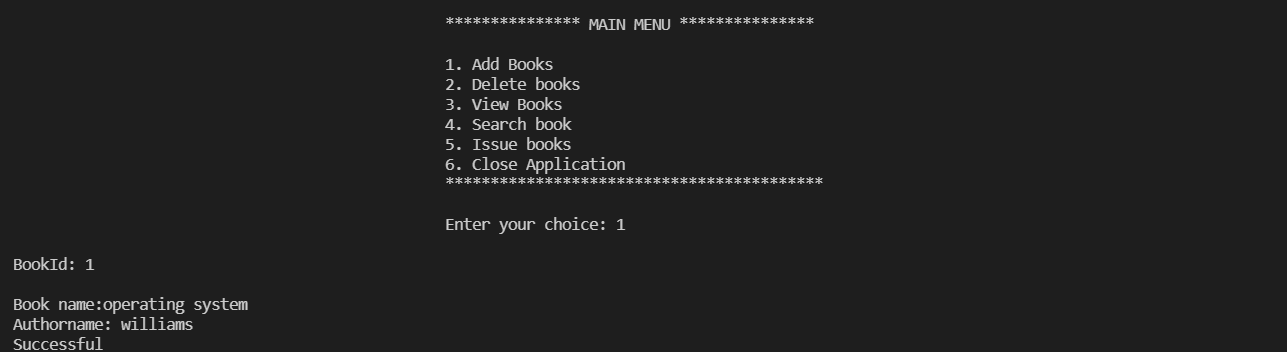 *************** MAIN MENU ***************
1. Add Books
2. Delete books
3. View Books
4. Search book
5. Issue books
6. Close Application
******************************************
Enter your choice: 1
BookId: 1
Book name:operating system
Authorname: williams
Successful